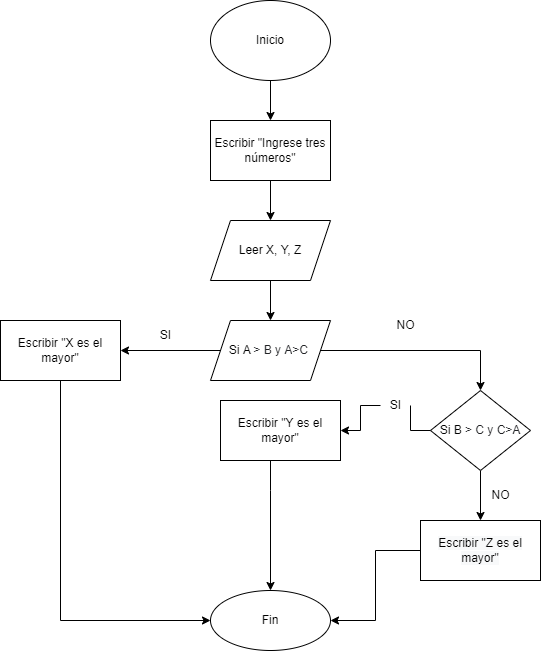 Inicio
Escribir "Ingrese tres
números"
Leer X, Y, Z
SI
NO
Escribir "X es el
mayor"
Si A > B y A>C
SI
Escribir "Y es el
mayor"
Si B > C y C>A
NO
Escribir "Z es el
mayor"
Fin